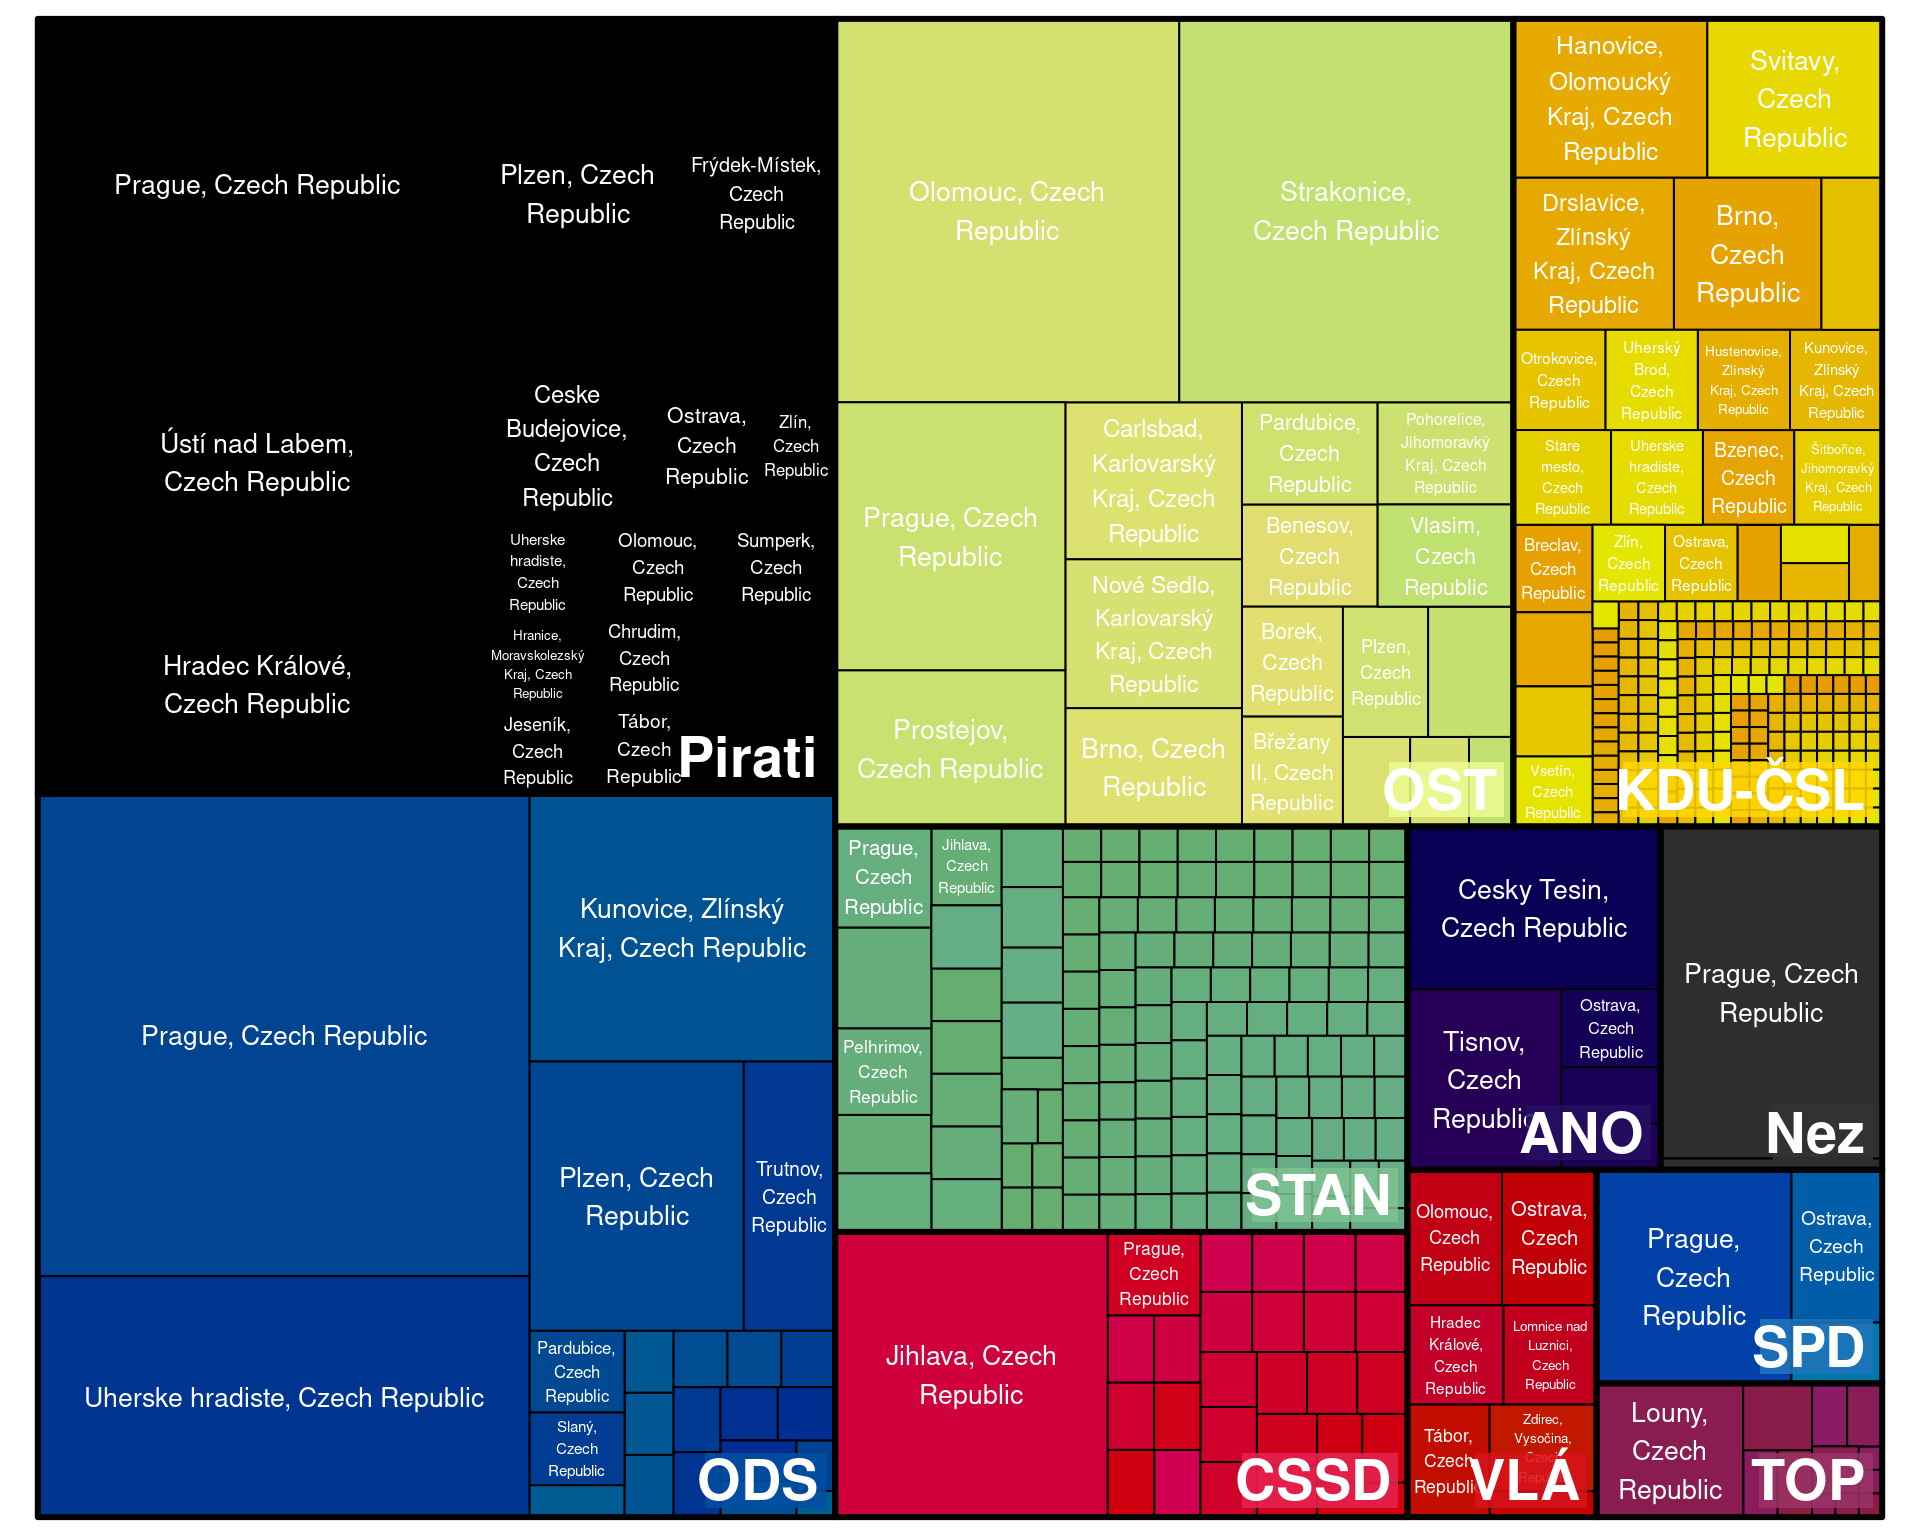 Prague, Czech Republic
Plzen, Czech
Republic
Frýdek-Místek,
Czech
Republic
Ústí nad Labem,
Czech Republic
Ceske
Budejovice,
Czech
Republic
Ostrava,
Czech
Republic
Zlín,
Czech
Republic
Hradec Králové,
Czech Republic
Uherske
hradiste,
Czech
Republic
Olomouc,
Czech
Republic
Sumperk,
Czech
Republic
Hranice,
Moravskolezský
Kraj, Czech
Republic
Chrudim,
Czech
Republic
Jeseník,
Czech
Republic
Tábor,
Czech
Republic
Pirati
Prague, Czech Republic
Uherske hradiste, Czech Republic
Kunovice, Zlínský
Kraj, Czech Republic
Plzen, Czech
Republic
Trutnov,
Czech
Republic
Pardubice,
Czech
Republic
Slaný,
Czech
Republic
ODS
Olomouc, Czech
Republic
Strakonice,
Czech Republic
Prague, Czech
Republic
Prostejov,
Czech Republic
Carlsbad,
Karlovarský
Kraj, Czech
Republic
Nové Sedlo,
Karlovarský
Kraj, Czech
Republic
Brno, Czech
Republic
Pardubice,
Czech
Republic
Pohorelice,
Jihomoravký
Kraj, Czech
Republic
Benesov,
Czech
Republic
Vlasim,
Czech
Republic
Borek,
Czech
Republic
Plzen,
Czech
Republic
Břežany
II, Czech
Republic
OST
Hanovice,
Olomoucký
Kraj, Czech
Republic
Svitavy,
Czech
Republic
Drslavice,
Zlínský
Kraj, Czech
Republic
Brno,
Czech
Republic
Otrokovice,
Czech
Republic
Uherský
Brod,
Czech
Republic
Hustenovice,
Zlínský
Kraj, Czech
Republic
Kunovice,
Zlínský
Kraj, Czech
Republic
Stare
mesto,
Czech
Republic
Uherske
hradiste,
Czech
Republic
Bzenec,
Czech
Republic
Šitbořice,
Jihomoravký
Kraj, Czech
Republic
Breclav,
Czech
Republic
Zlín,
Czech
Republic
Ostrava,
Czech
Republic
Vsetin,
Czech
Republic
KDU-ČSL
Prague,
Czech
Republic
Jihlava,
Czech
Republic
Pelhrimov,
Czech
Republic
STAN
Jihlava, Czech
Republic
Prague,
Czech
Republic
CSSD
Cesky Tesin,
Czech Republic
Tisnov,
Czech
Republic
Ostrava,
Czech
Republic
ANO
Prague, Czech
Republic
Nez
Olomouc,
Czech
Republic
Ostrava,
Czech
Republic
Hradec
Králové,
Czech
Republic
Lomnice nad
Luznici,
Czech
Republic
Tábor,
Czech
Republic
Zdirec,
Vysočina,
Czech
Republic
VLÁ
Prague,
Czech
Republic
Ostrava,
Czech
Republic
SPD
Louny,
Czech
Republic
TOP